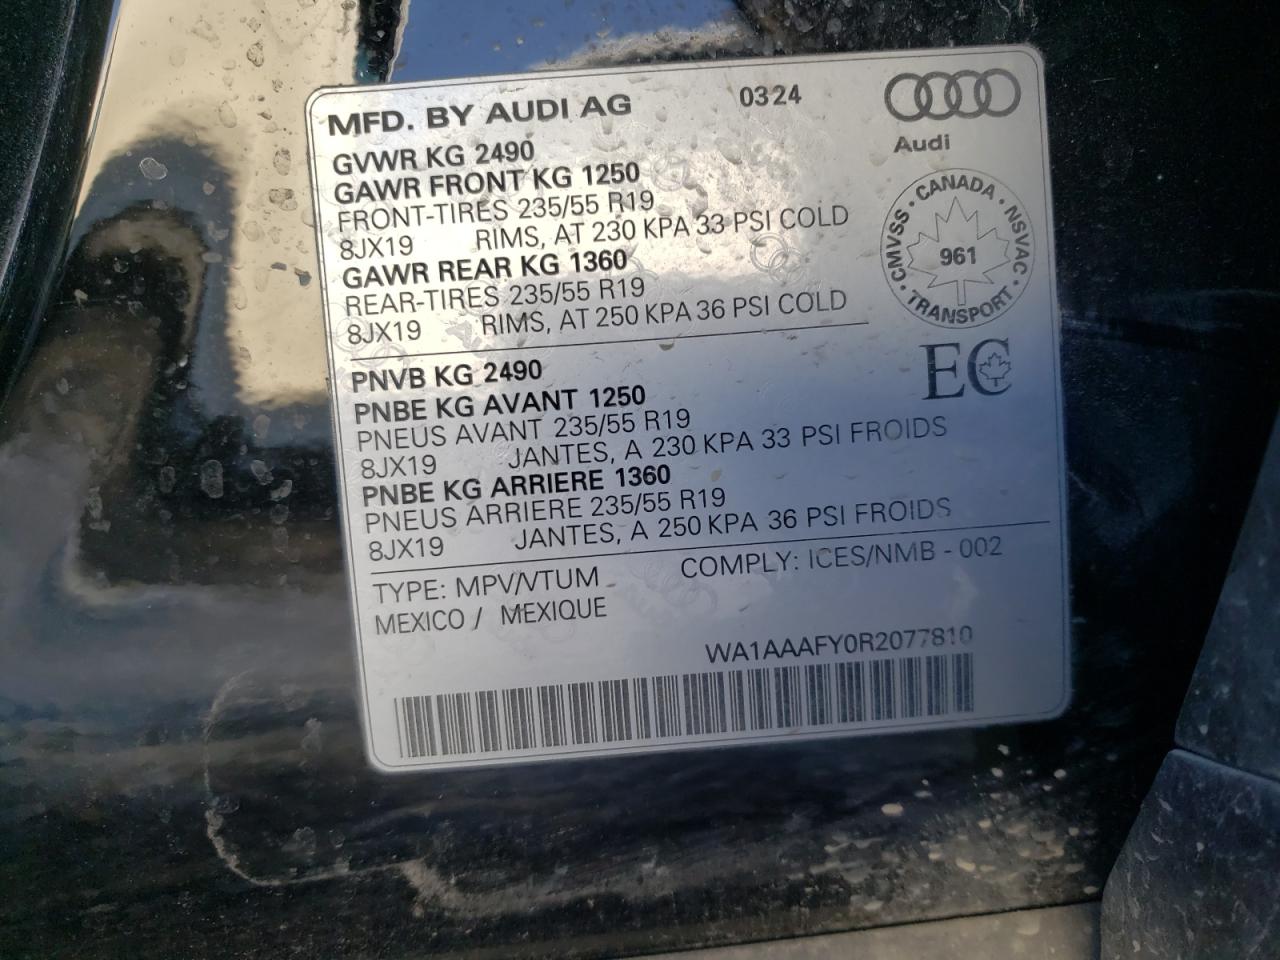 MFD. BY AUDI AG 0324
Audi
GVWR KG 2490
GAWR FRONT KG 1250
FRONT-TIRES 235/55 R19
8JX19 RIMS, AT 230 KPA 33 PSI COLD
GAWR REAR KG 1360
REAR-TIRES 235/55 R19
8JX19 RIMS, AT 250 KPA 36 PSI COLD
CANADA · NSVAC · TRANSPORT · CMVSS ·
961
EC
PNVB KG 2490
PNBE KG AVANT 1250
PNEUS AVANT 235/55 R19
8JX19 JANTES, A 230 KPA 33 PSI FROIDS
PNBE KG ARRIERE 1360
PNEUS ARRIERE 235/55 R19
8JX19 JANTES, A 250 KPA 36 PSI FROIDS
TYPE: MPV/VTUM COMPLY: ICES/NMB - 002
MEXICO / MEXIQUE
WA1AAAFY0R2077810